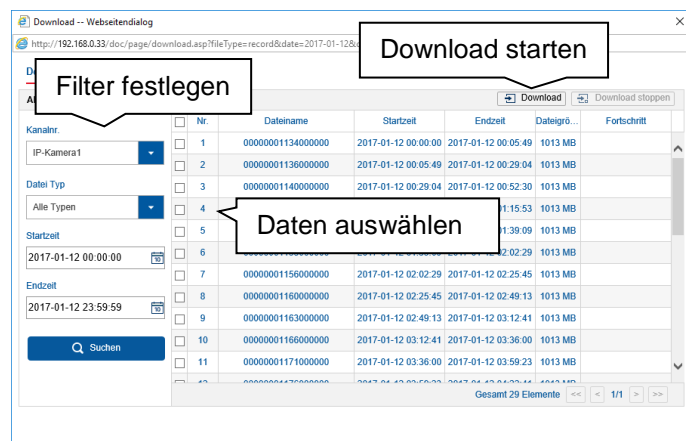 Download -- Webseitendialog
http://192.168.0.33/doc/page/download.asp?fileType=record&date=2017-01-12&
Download starten
Filter festlegen
Download Download stoppen
Kanalnr. Nr. Dateiname Startzeit Endzeit Dateigrö... Fortschritt
IP-Kamera1
1 00000001134000000 2017-01-12 00:00:00 2017-01-12 00:05:49 1013 MB
2 00000001136000000 2017-01-12 00:05:49 2017-01-12 00:29:04 1013 MB
Datei Typ
3 00000001140000000 2017-01-12 00:29:04 2017-01-12 00:52:30 1013 MB
Alle Typen
4 01:15:53 1013 MB
Daten auswählen
5 01:39:09 1013 MB
Startzeit
2017-01-12 00:00:00
6 02:02:29 1013 MB
7 00000001156000000 2017-01-12 02:02:29 2017-01-12 02:25:45 1013 MB
Endzeit
8 00000001160000000 2017-01-12 02:25:45 2017-01-12 02:49:13 1013 MB
2017-01-12 23:59:59
9 00000001163000000 2017-01-12 02:49:13 2017-01-12 03:12:41 1013 MB
Suchen
10 00000001166000000 2017-01-12 03:12:41 2017-01-12 03:36:00 1013 MB
11 00000001171000000 2017-01-12 03:36:00 2017-01-12 03:59:23 1013 MB
Gesamt 29 Elemente << < 1/1 > >>